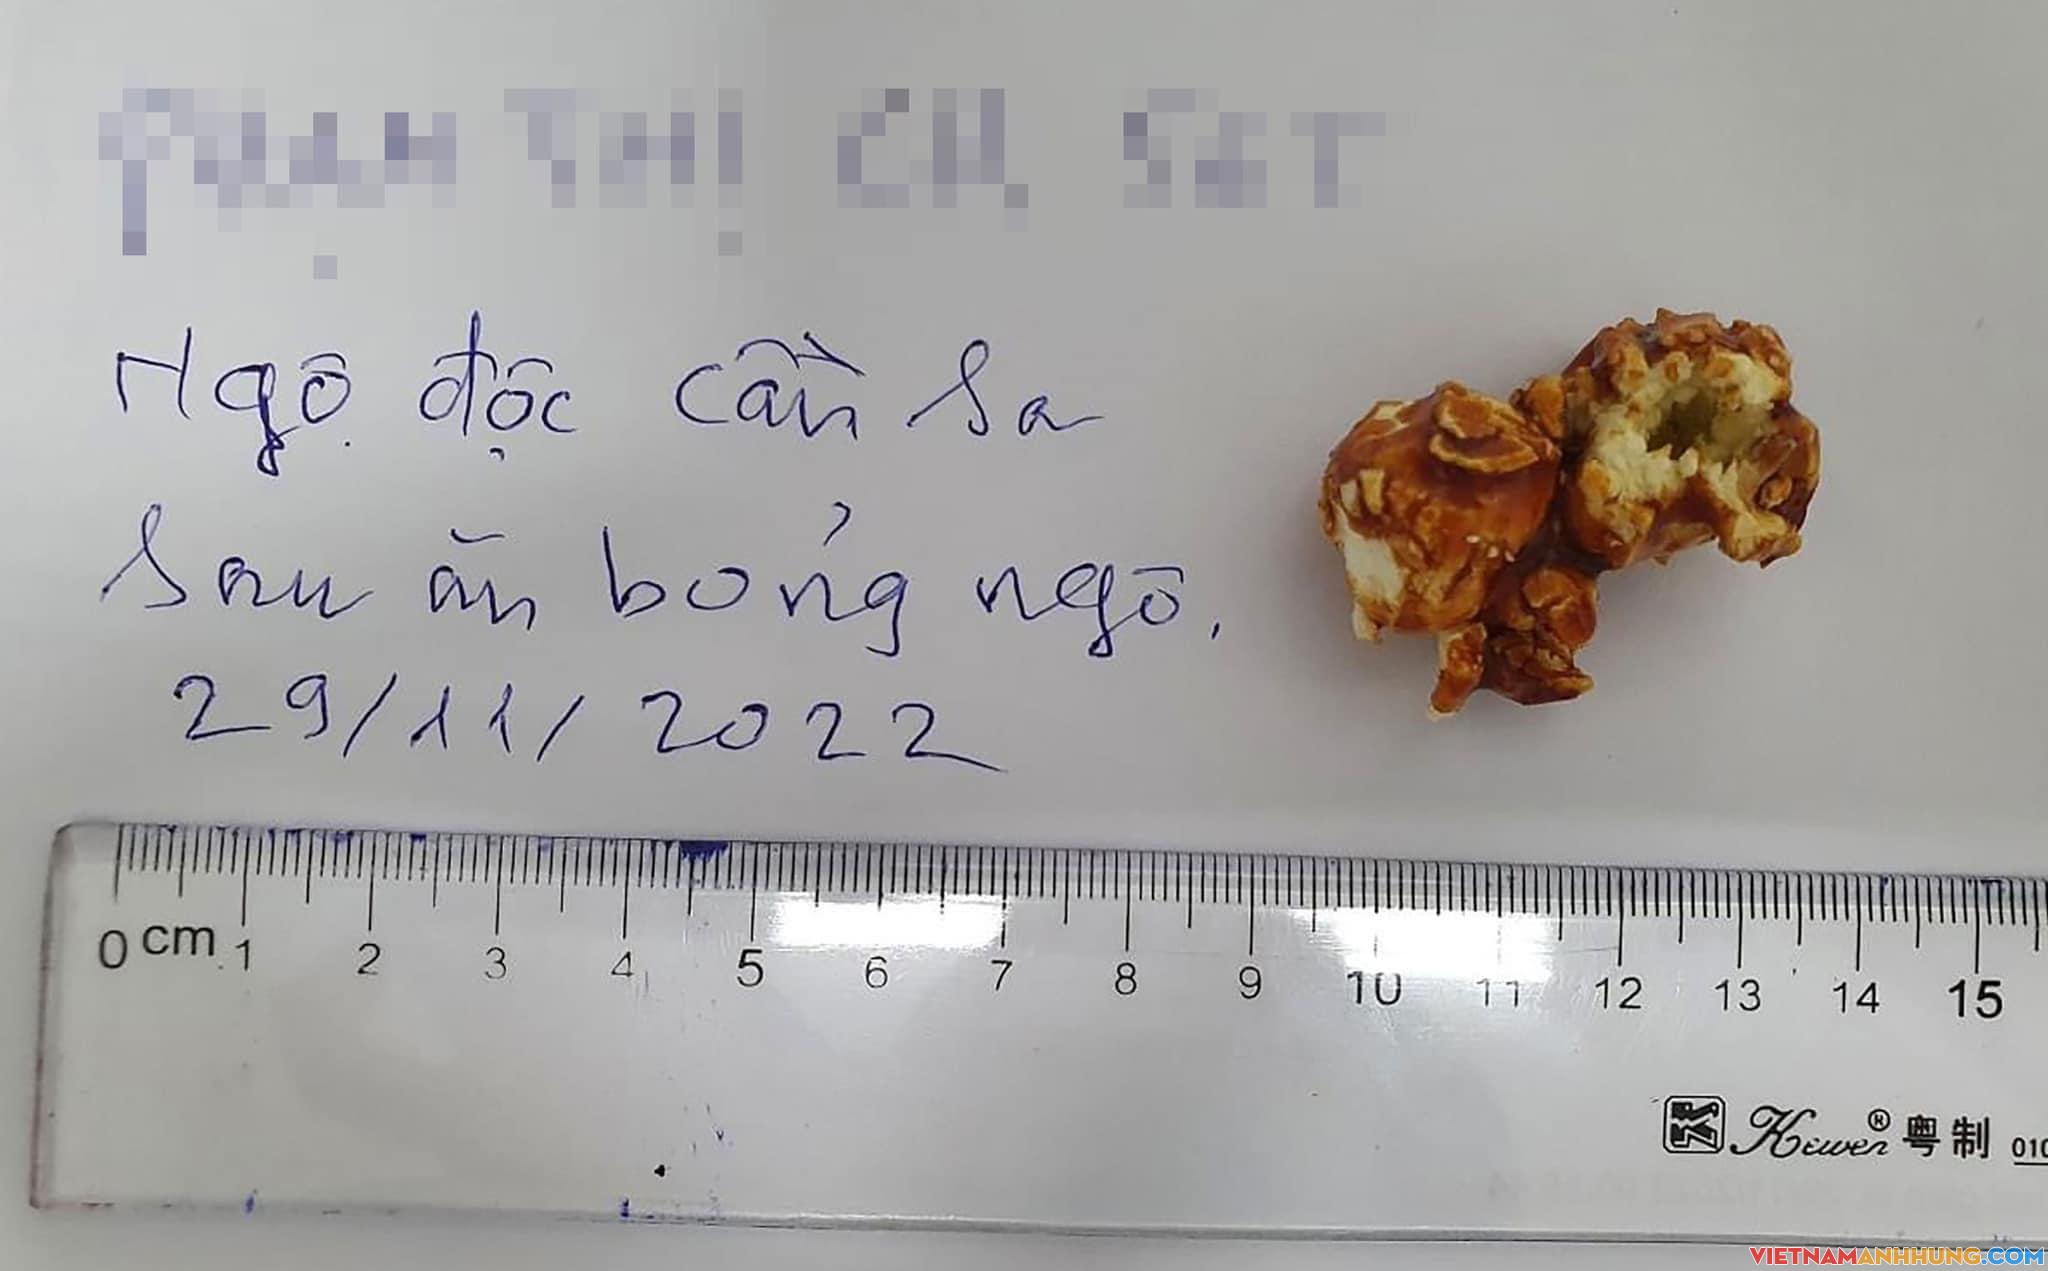 Ngộ độc cần sa
sau ăn bỏng ngô.
29/11/2022
0 cm 1 2 3 4 5 6 7 8 9 10 11 12 13 14 15
Kewen® 粤制 010
VIETNAMANHHUNG.COM